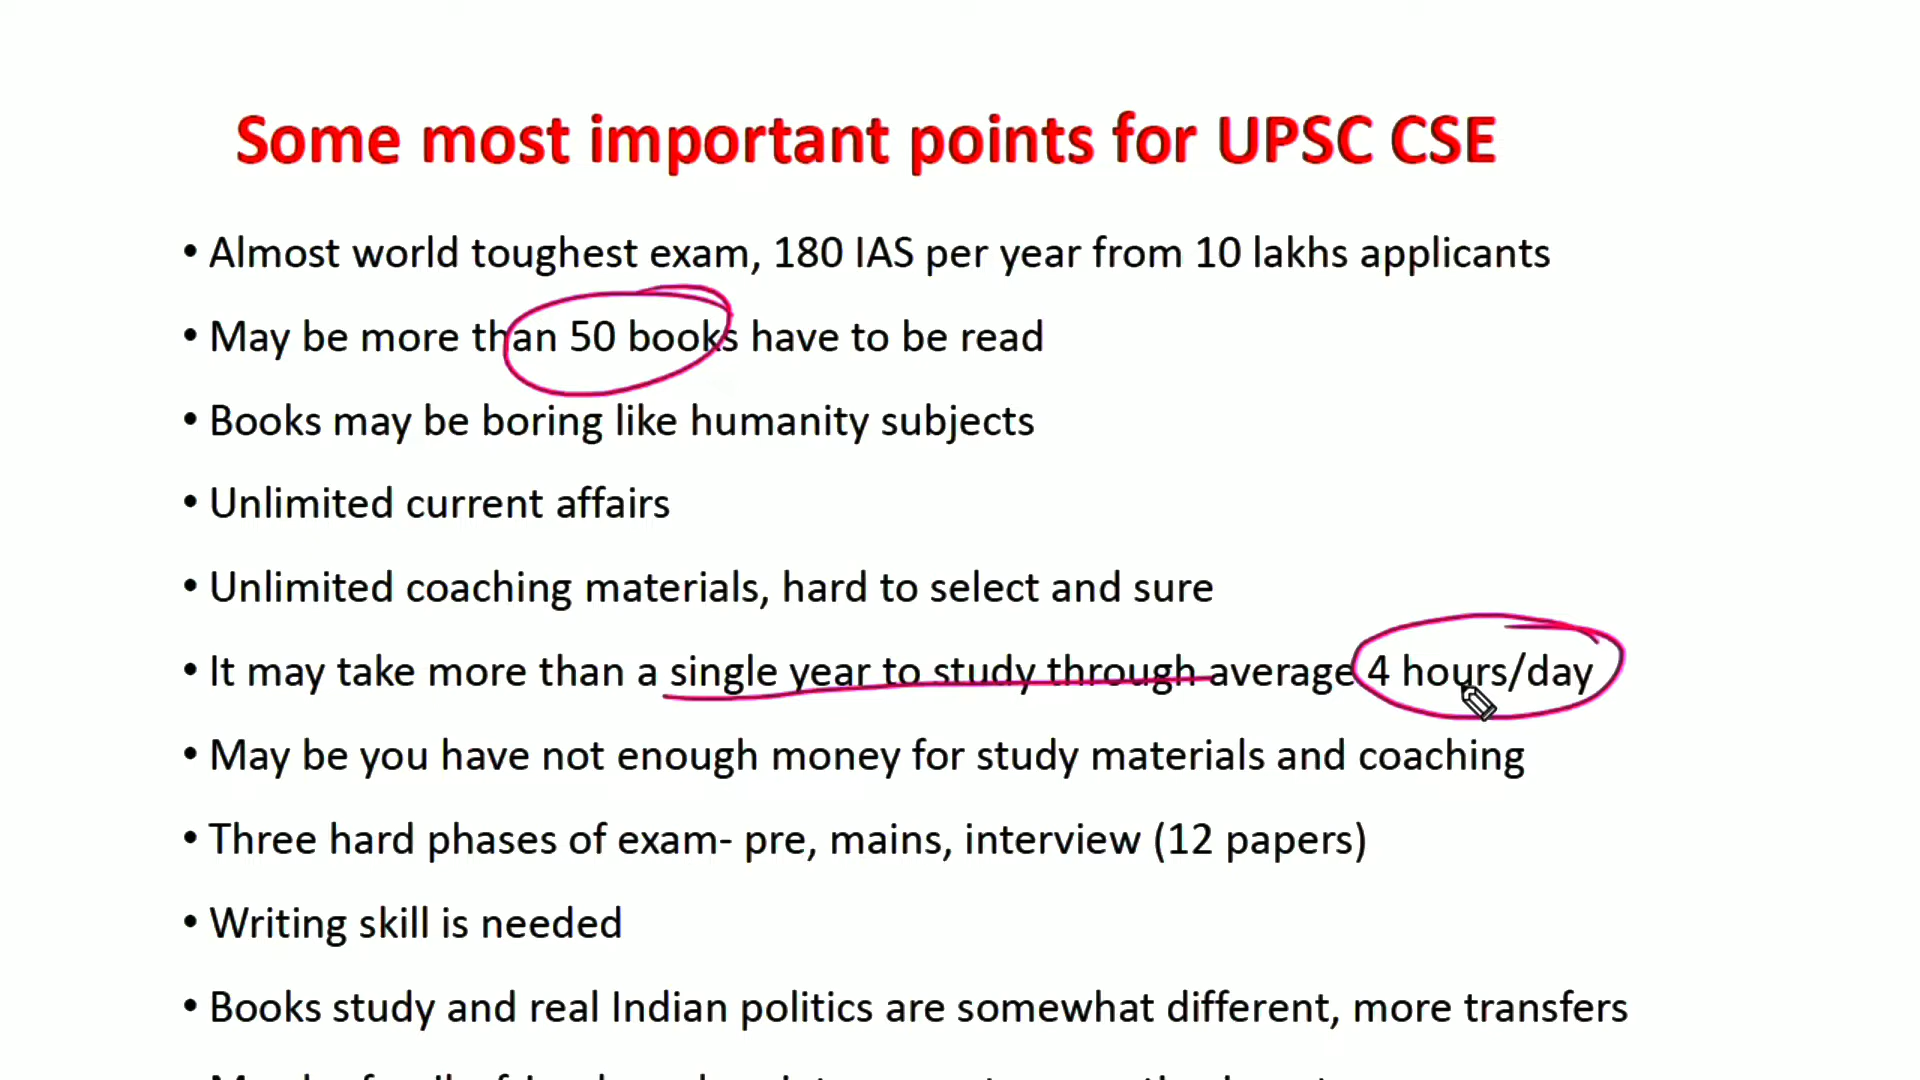 Some most important points for UPSC CSE
• Almost world toughest exam, 180 IAS per year from 10 lakhs applicants
• May be more than 50 books have to be read
• Books may be boring like humanity subjects
• Unlimited current affairs
• Unlimited coaching materials, hard to select and sure
• It may take more than a single year to study through average 4 hours/day
• May be you have not enough money for study materials and coaching
• Three hard phases of exam- pre, mains, interview (12 papers)
• Writing skill is needed
• Books study and real Indian politics are somewhat different, more transfers